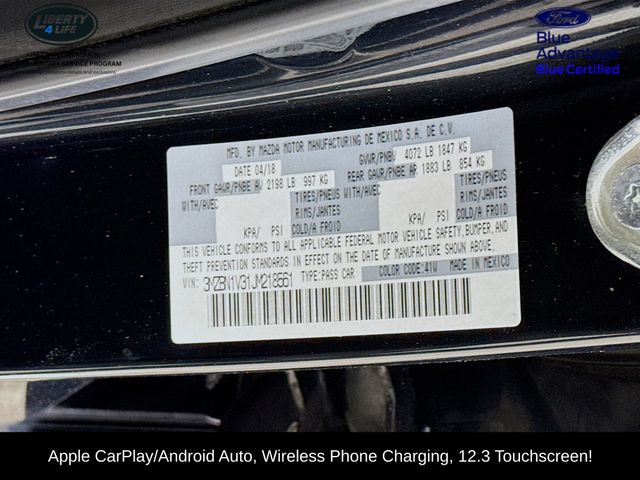 LIBERTY
4 LIFE
Ford
Blue
Advantage
Blue Certified
MFD. BY MAZDA MOTOR MANUFACTURING DE MEXICO S.A. DE C.V.
DATE 04/18
GVWR/PNBV 4072 LB 1847 KG
FRONT GAWR/PNBE AV 2198 LB 997 KG
REAR GAWR/PNBE AR 1883 LB 854 KG
WITH/AVEC TIRES/PNEUS WITH/AVEC TIRES/PNEUS
RIMS/JANTES RIMS/JANTES
KPA/ PSI COLD/A FROID KPA/ PSI COLD/A FROID
THIS VEHICLE CONFORMS TO ALL APPLICABLE FEDERAL MOTOR VEHICLE SAFETY, BUMPER, AND
THEFT PREVENTION STANDARDS IN EFFECT ON THE DATE OF MANUFACTURE SHOWN ABOVE.
VIN: 3MZBN1V31JM218561 TYPE:PASS CAR COLOR CODE:41W MADE IN MEXICO
Apple CarPlay/Android Auto, Wireless Phone Charging, 12.3 Touchscreen!